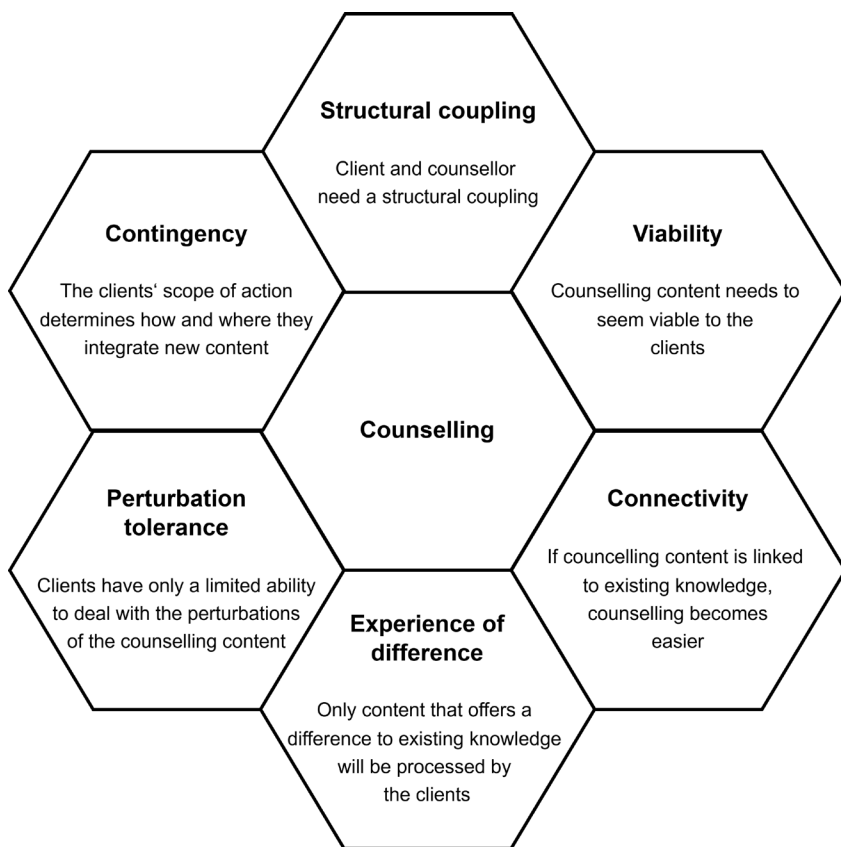 Structural coupling
Client and counsellor
need a structural coupling
Contingency
The clients‘ scope of action
determines how and where they
integrate new content
Viability
Counselling content needs to
seem viable to the
clients
Counselling
Perturbation
tolerance
Clients have only a limited ability
to deal with the perturbations
of the counselling content
Connectivity
If councelling content is linked
to existing knowledge,
counselling becomes
easier
Experience of
difference
Only content that offers a
difference to existing knowledge
will be processed by
the clients